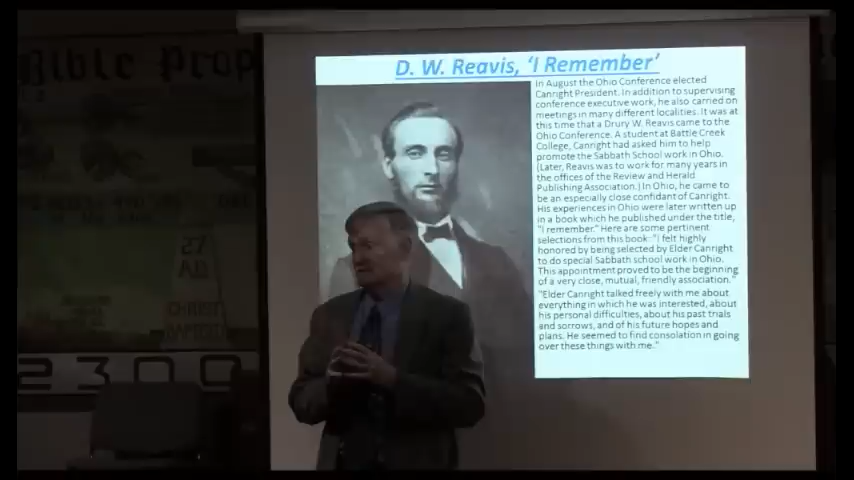 Bible Prop
D. W. Reavis, 'I Remember'
In August the Ohio Conference elected
Canright President. In addition to supervising
conference executive work, he also carried on
meetings in many different localities. It was at
this time that a Drury W. Reavis came to the
Ohio Conference. A student at Battle Creek
College, Canright had asked him to help
promote the Sabbath School work in Ohio.
(Later, Reavis was to work for many years in
the offices of the Review and Herald
Publishing Association.) In Ohio, he came to
be an especially close confidant of Canright.
His experiences in Ohio were later written up
in a book which he published under the title,
"I remember." Here are some pertinent
selections from this book: "I felt highly
honored by being selected by Elder Canright
to do special Sabbath school work in Ohio.
This appointment proved to be the beginning
of a very close, mutual, friendly association."
"Elder Canright talked freely with me about
everything in which he was interested, about
his personal difficulties, about his past trials
and sorrows, and of his future hopes and
plans. He seemed to find consolation in going
over these things with me."
27
A.D.
CHRIST
BAPTISED
2300